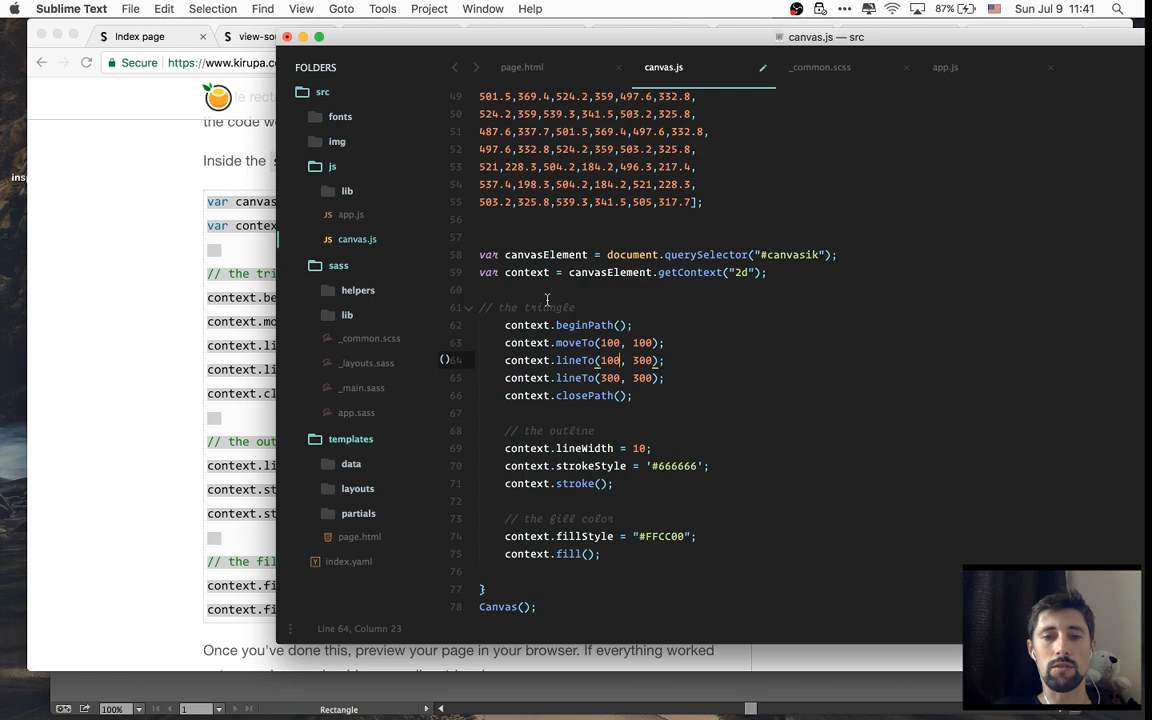 Sublime Text File Edit Selection Find View Goto Tools Project Window Help 87% Sun Jul 9 11:41
Index page × view-so
canvas.js — src
Secure https://www.kirupa.c
the code w
Inside the
insp
var canvas
var contex
// the tri
context.be
context.mo
context.li
context.li
context.cl
// the out
context.li
context.st
context.st
// the fil
context.fi
context.fi
Once you've done this, preview your page in your browser. If everything worked
100% 1 Rectangle
FOLDERS
src
fonts
img
js
lib
app.js
canvas.js
sass
helpers
lib
_common.scss
_layouts.sass
_main.sass
app.sass
templates
data
layouts
partials
page.html
index.yaml
Line 64, Column 23
page.html × canvas.js _common.scss × app.js ×
49 501.5,369.4,524.2,359,497.6,332.8,
50 524.2,359,539.3,341.5,503.2,325.8,
51 487.6,337.7,501.5,369.4,497.6,332.8,
52 497.6,332.8,524.2,359,503.2,325.8,
53 521,228.3,504.2,184.2,496.3,217.4,
54 537.4,198.3,504.2,184.2,521,228.3,
55 503.2,325.8,539.3,341.5,505,317.7];
56
57
58 var canvasElement = document.querySelector("#canvasik");
59 var context = canvasElement.getContext("2d");
60
61 // the triangle
62 context.beginPath();
63 context.moveTo(100, 100);
64 context.lineTo(100, 300);
65 context.lineTo(300, 300);
66 context.closePath();
67
68 // the outline
69 context.lineWidth = 10;
70 context.strokeStyle = '#666666';
71 context.stroke();
72
73 // the fill color
74 context.fillStyle = "#FFCC00";
75 context.fill();
76
77 }
78 Canvas();